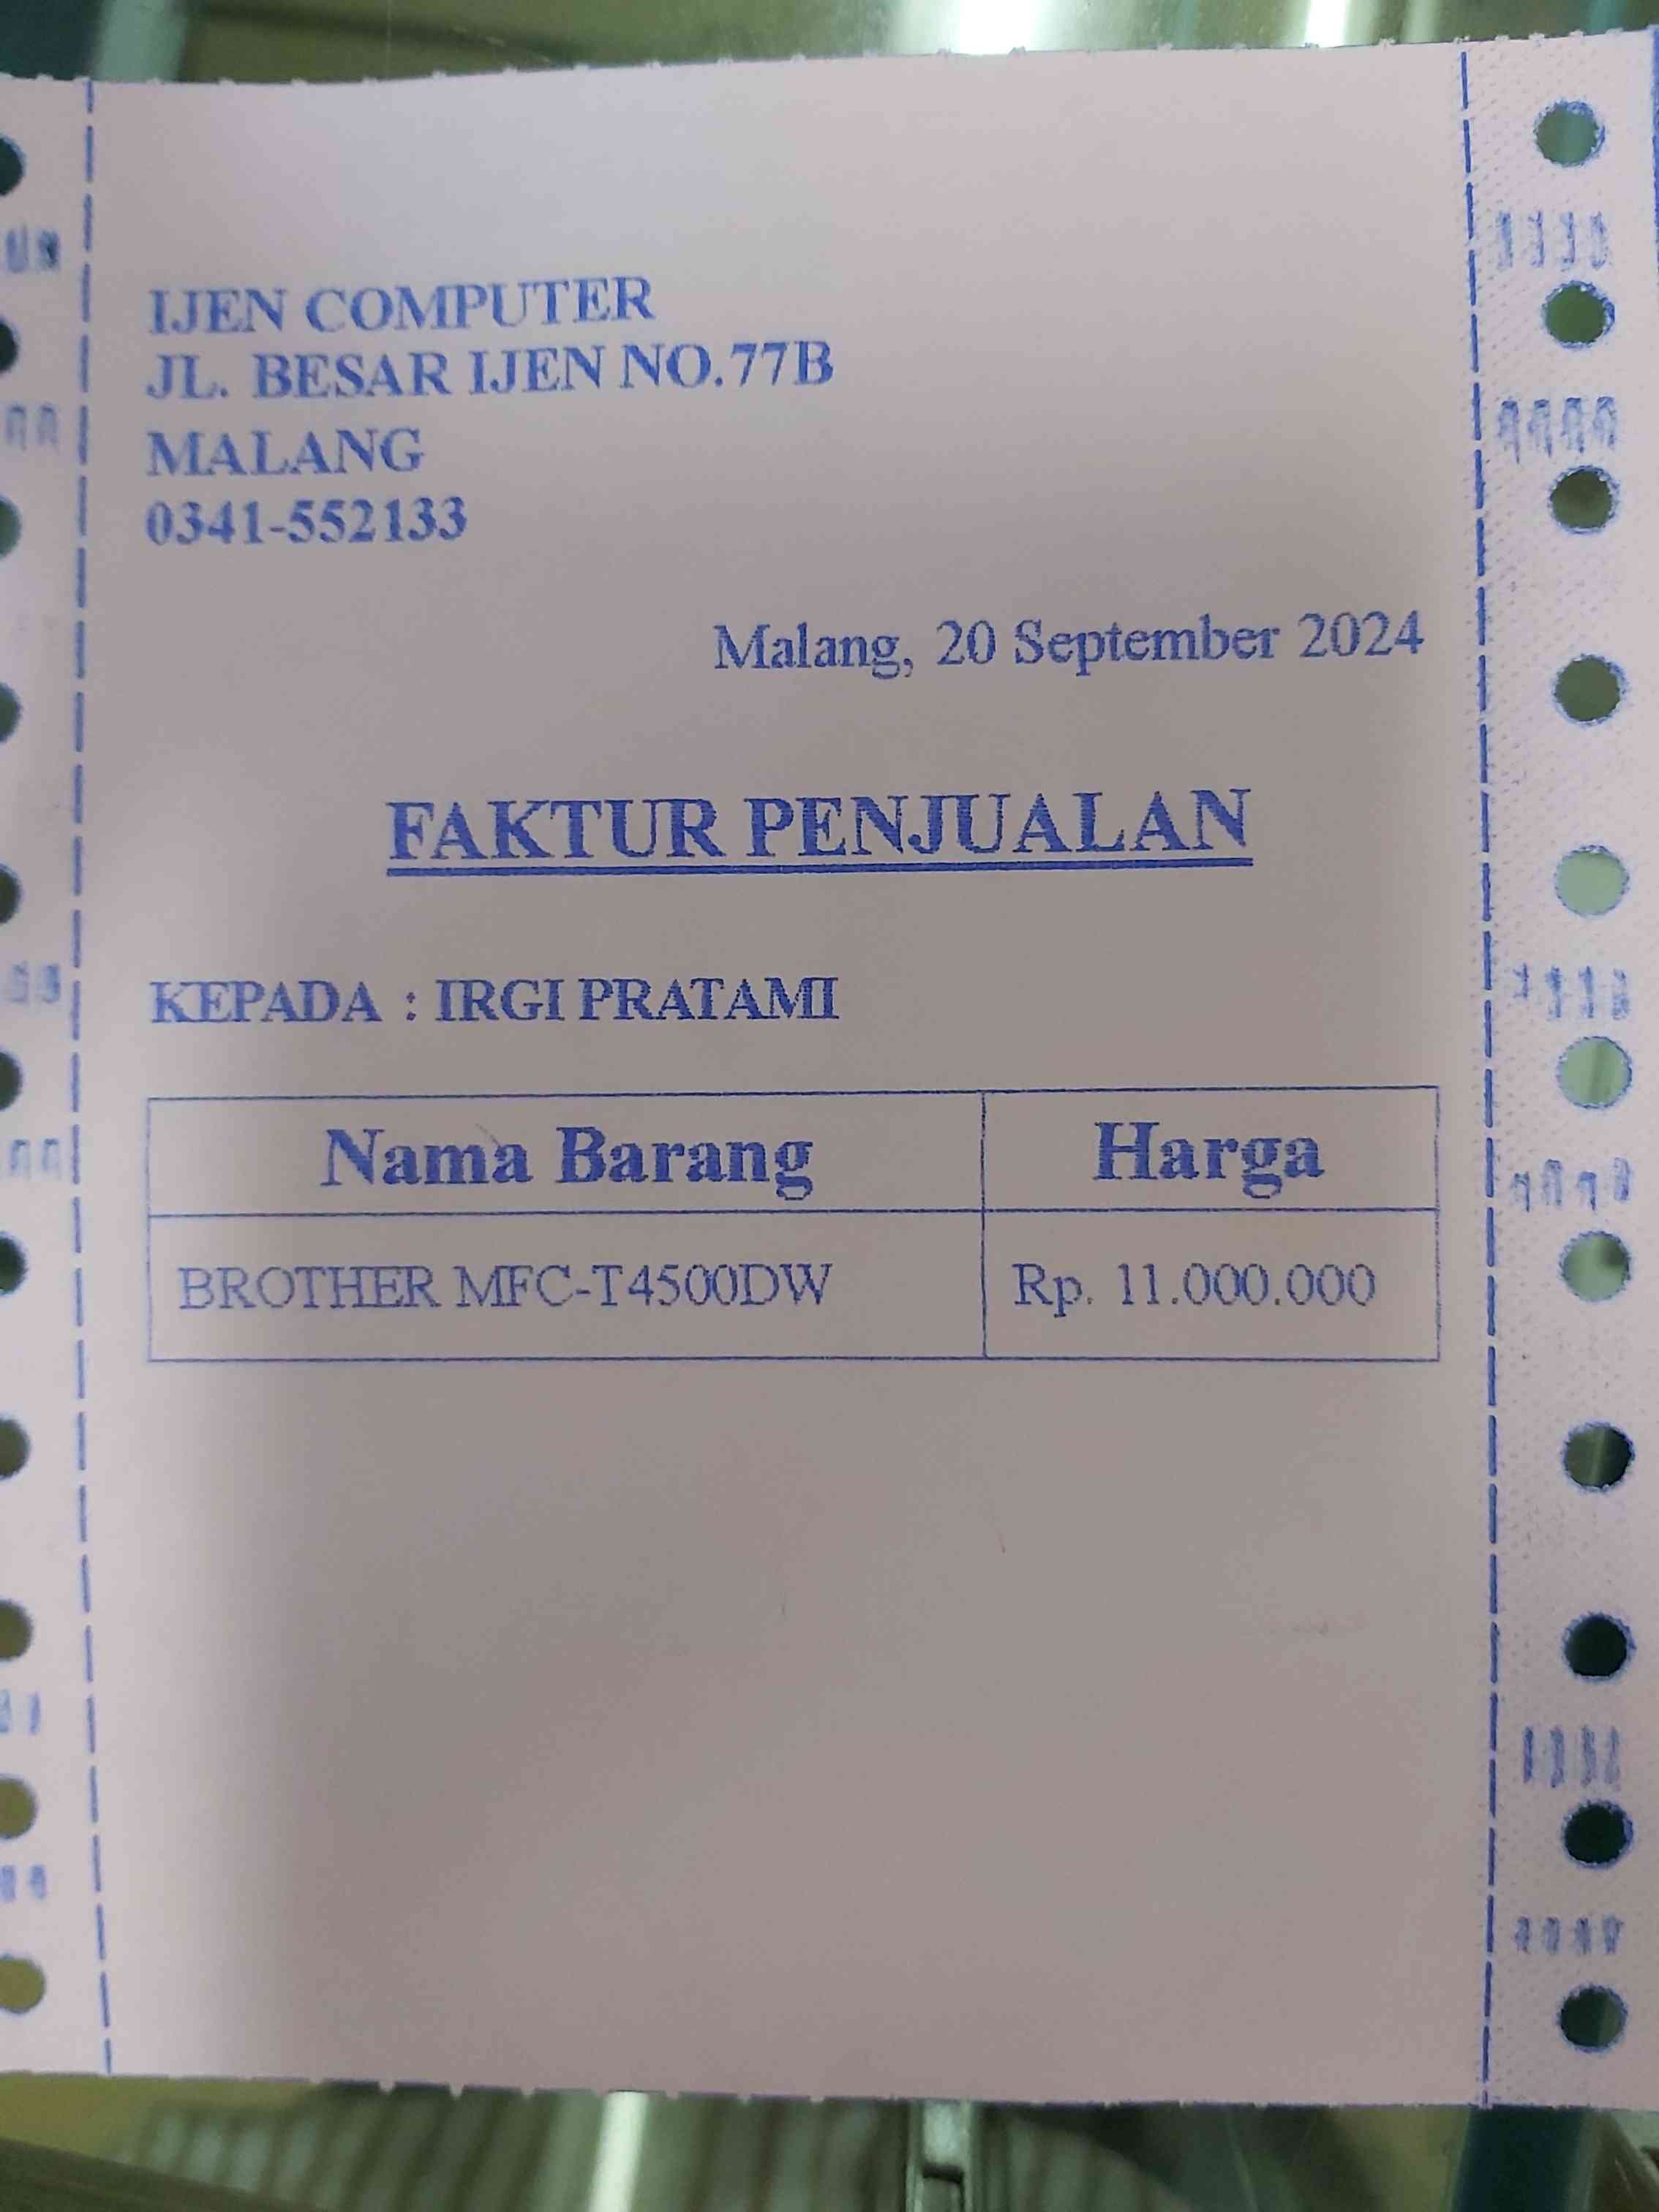 IJEN COMPUTER
JL. BESAR IJEN NO.77B
MALANG
0341-552133
Malang, 20 September 2024
FAKTUR PENJUALAN
KEPADA : IRGI PRATAMI
Nama Barang Harga
BROTHER MFC-T4500DW Rp. 11.000.000